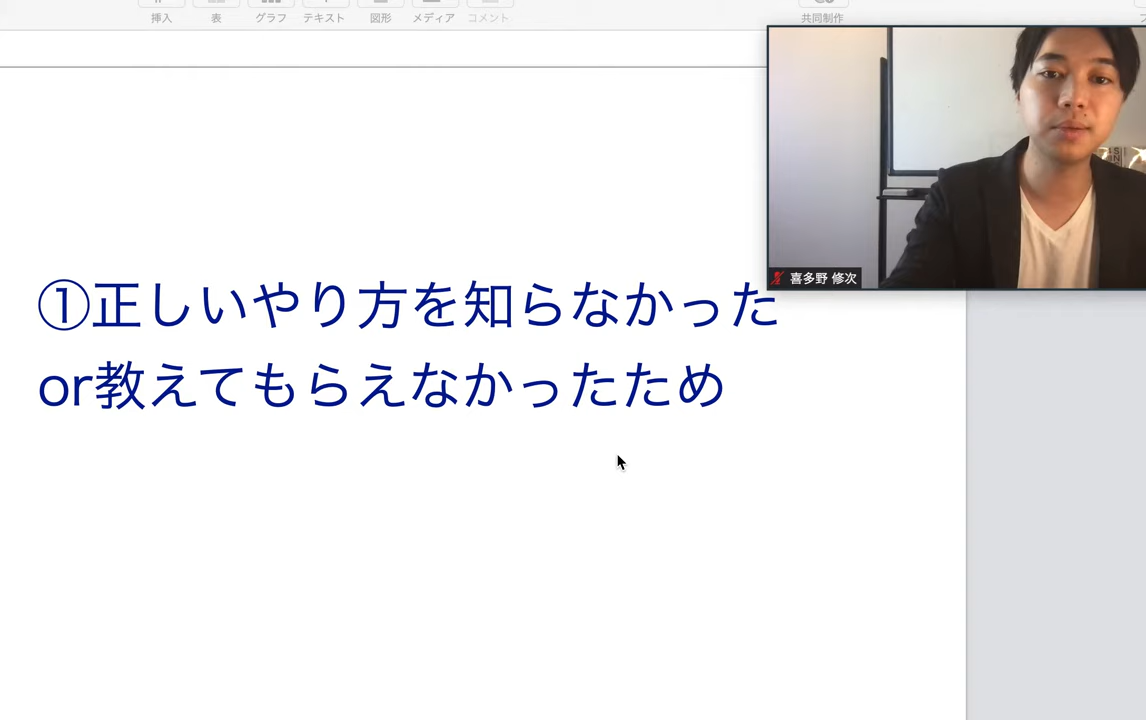 挿入 表 グラフ テキスト 図形 メディア コメント 共同制作
喜多野 修次
①正しいやり方を知らなかった
or教えてもらえなかったため